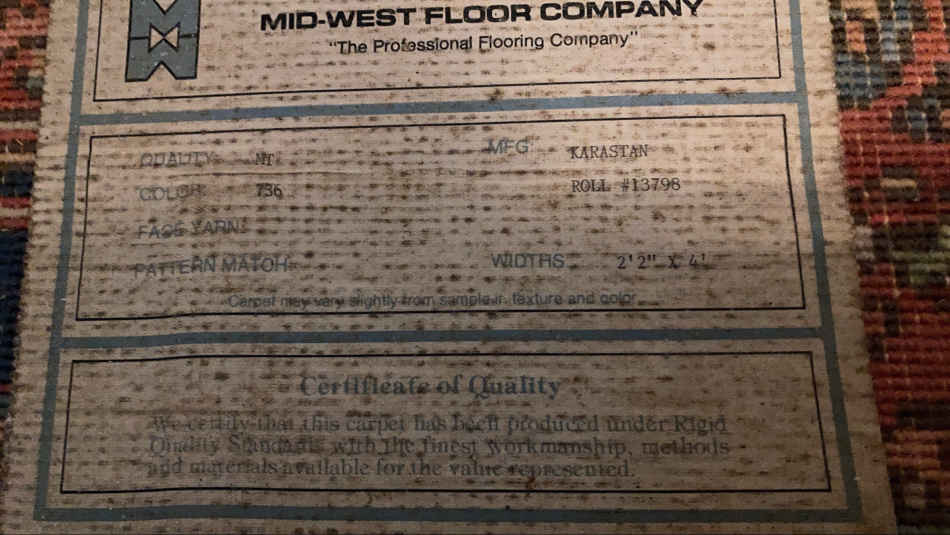 MID-WEST FLOOR COMPANY
"The Professional Flooring Company"
QUALITY: MT MFG KARASTAN
COLOR: 736 ROLL #13798
FACE YARN:
PATTERN MATCH: WIDTHS 2'2" X 4'
Carpet may vary slightly from sample in texture and color
Certificate of Quality
We certify that this carpet has been produced under Rigid
Quality Standards with the finest workmanship, methods
and materials available for the value represented.